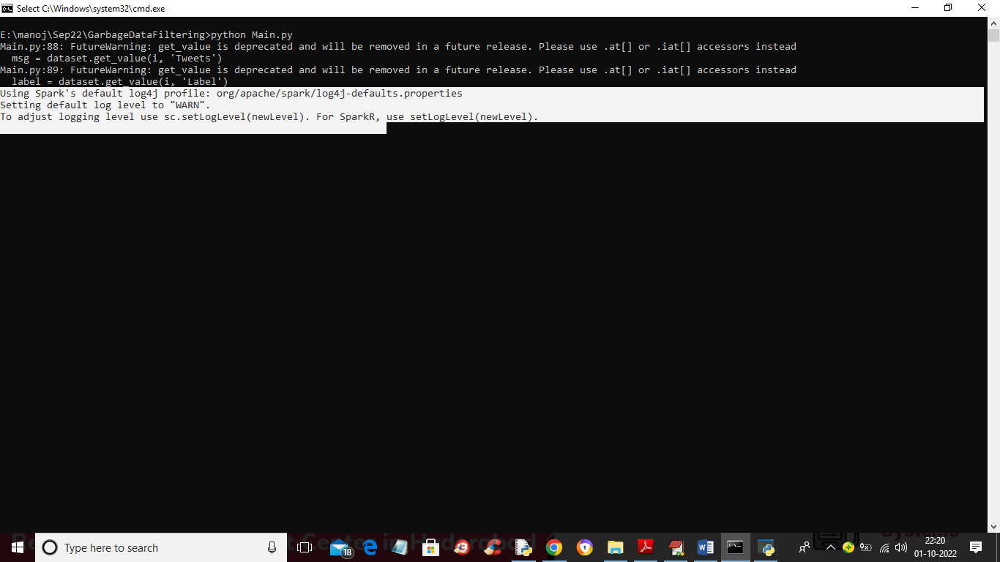 Select C:\Windows\system32\cmd.exe
E:\manoj\Sep22\GarbageDataFiltering>python Main.py
Main.py:88: FutureWarning: get_value is deprecated and will be removed in a future release. Please use .at[] or .iat[] accessors instead
  msg = dataset.get_value(i, 'Tweets')
Main.py:89: FutureWarning: get_value is deprecated and will be removed in a future release. Please use .at[] or .iat[] accessors instead
  label = dataset.get_value(i, 'Label')
Using Spark's default log4j profile: org/apache/spark/log4j-defaults.properties
Setting default log level to "WARN".
To adjust logging level use sc.setLogLevel(newLevel). For SparkR, use setLogLevel(newLevel).
Type here to search
18
22:20
01-10-2022